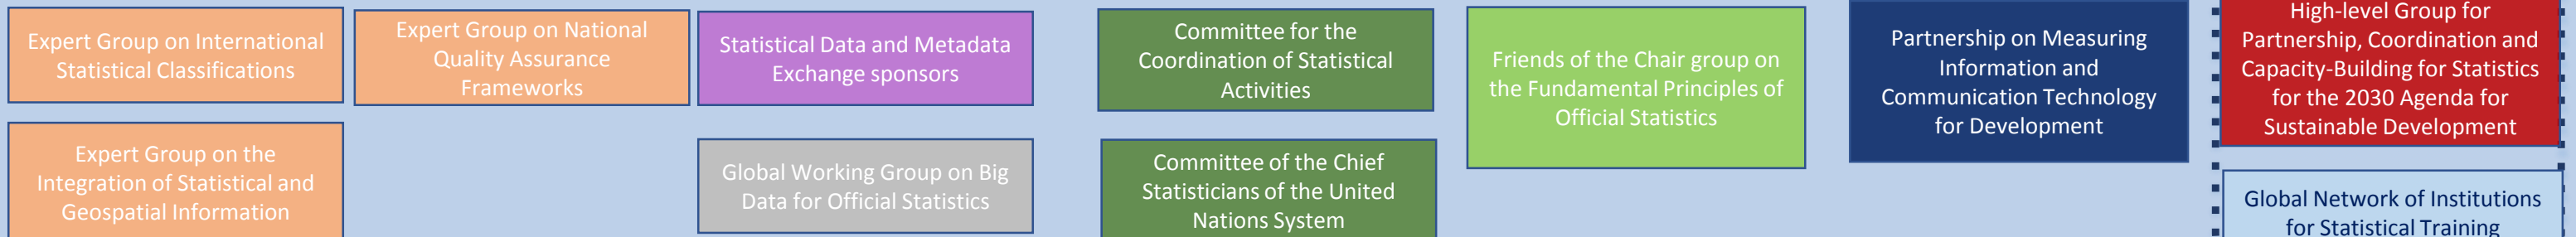 Expert Group on International
Statistical Classifications
Expert Group on National
Quality Assurance
Frameworks
Statistical Data and Metadata
Exchange sponsors
Committee for the
Coordination of Statistical
Activities
Friends of the Chair group on
the Fundamental Principles of
Official Statistics
Partnership on Measuring
Information and
Communication Technology
for Development
High-level Group for
Partnership, Coordination and
Capacity-Building for Statistics
for the 2030 Agenda for
Sustainable Development
Expert Group on the
Integration of Statistical and
Geospatial Information
Global Working Group on Big
Data for Official Statistics
Committee of the Chief
Statisticians of the United
Nations System
Global Network of Institutions
for Statistical Training